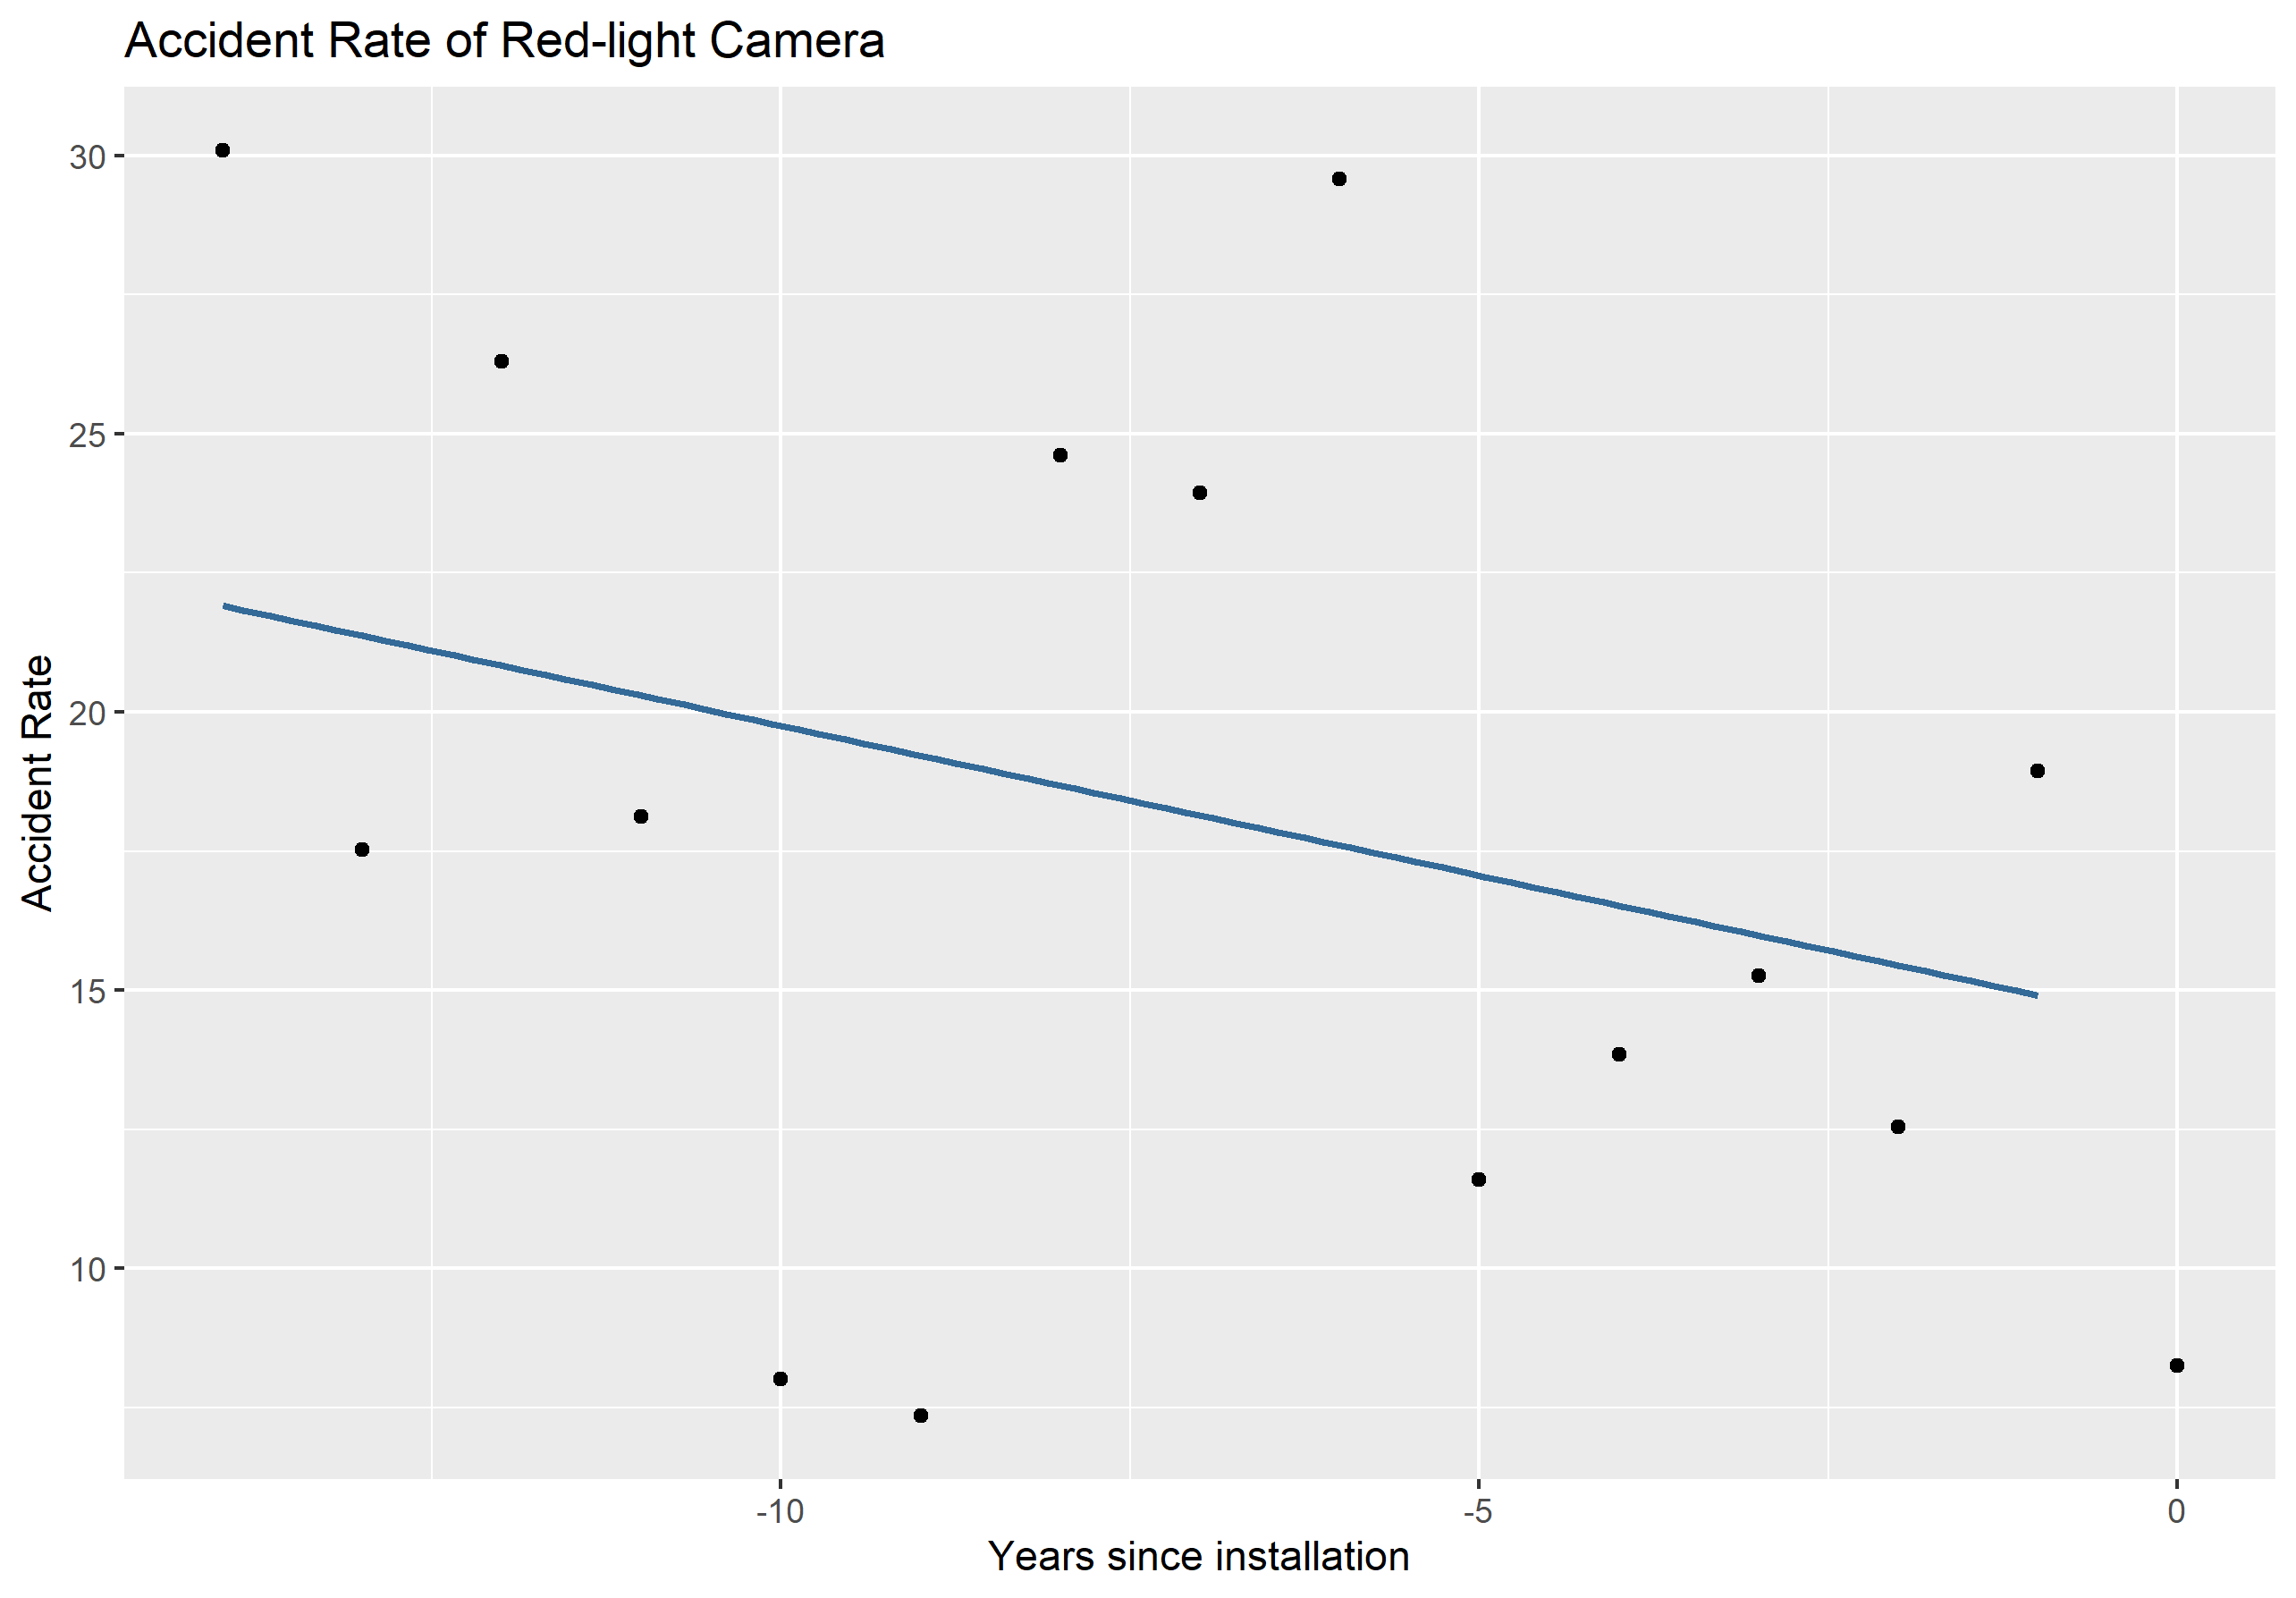 Accident Rate of Red-light Camera
30
25
20
15
10
Accident Rate
-10 -5 0
Years since installation